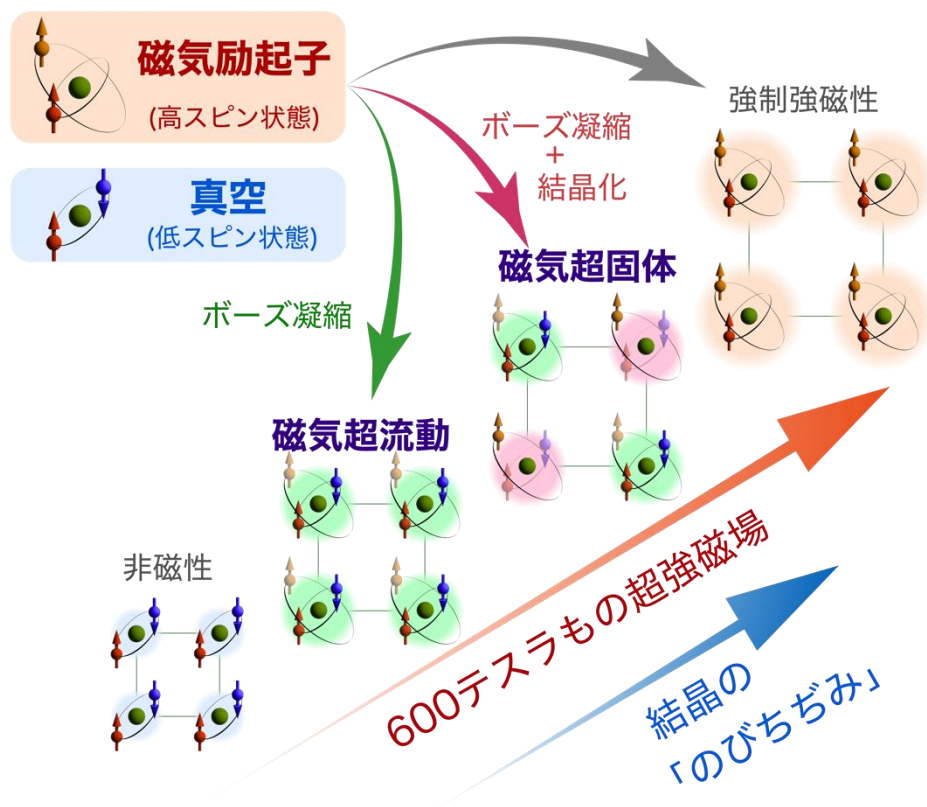 磁気励起子
(高スピン状態)
真空
(低スピン状態)
強制強磁性
ボーズ凝縮
+
結晶化
磁気超固体
ボーズ凝縮
磁気超流動
非磁性
600テスラもの超強磁場
結晶の
「のびちぢみ」